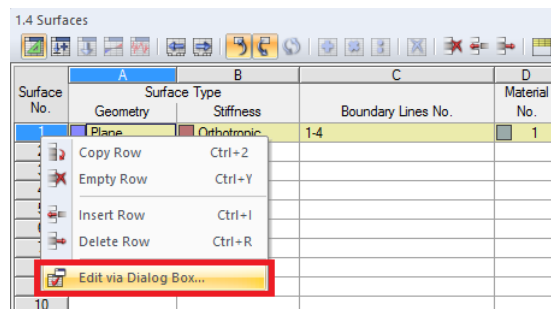 1.4 Surfaces
A B C D
Surface Surface Type Material
No. Geometry Stiffness Boundary Lines No. No.
1 Plane Orthotropic 1-4 1
Copy Row Ctrl+2
Empty Row Ctrl+Y
Insert Row Ctrl+I
Delete Row Ctrl+R
Edit via Dialog Box...
10